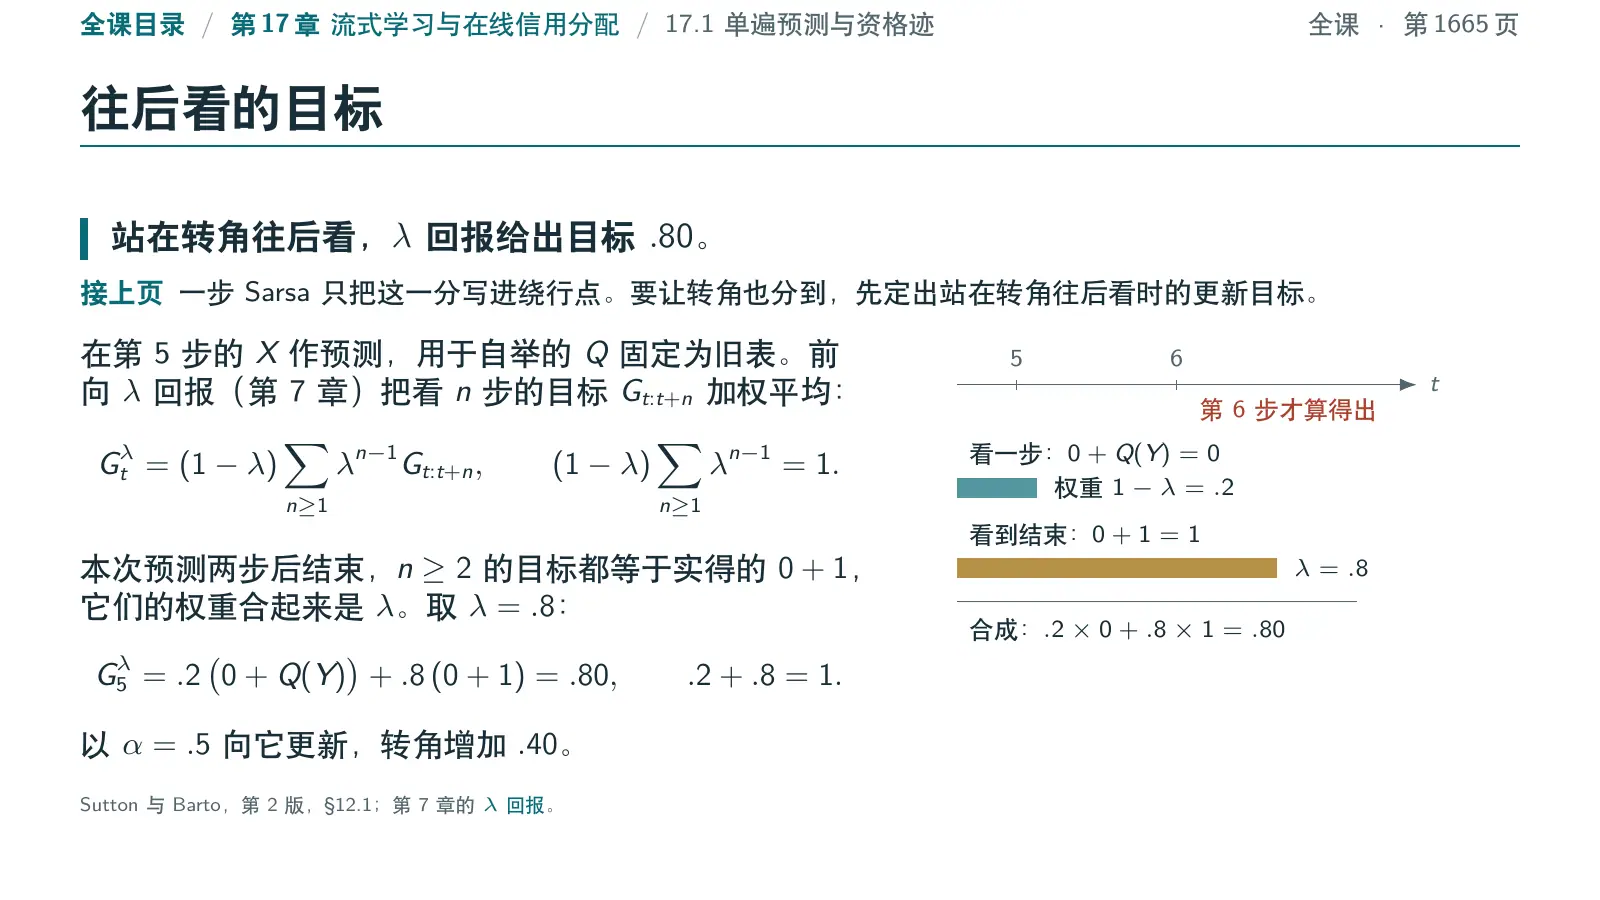 全课目录 / 第 17 章 流式学习与在线信用分配 / 17.1 单遍预测与资格迹
全课 · 第 1665 页
往后看的目标
站在转角往后看，λ 回报给出目标 .80。
接上页 一步 Sarsa 只把这一分写进绕行点。要让转角也分到，先定出站在转角往后看时的更新目标。
在第 5 步的 X 作预测，用于自举的 Q 固定为旧表。前
向 λ 回报（第 7 章）把看 n 步的目标 G_{t:t+n} 加权平均：
G_t^λ = (1 − λ) ∑_{n≥1} λ^{n−1} G_{t:t+n}, (1 − λ) ∑_{n≥1} λ^{n−1} = 1.
本次预测两步后结束，n ≥ 2 的目标都等于实得的 0 + 1，
它们的权重合起来是 λ。取 λ = .8：
G_5^λ = .2 (0 + Q(Y)) + .8 (0 + 1) = .80, .2 + .8 = 1.
以 α = .5 向它更新，转角增加 .40。
Sutton 与 Barto，第 2 版，§12.1；第 7 章的 λ 回报。
5 6
t
第 6 步才算得出
看一步：0 + Q(Y) = 0
权重 1 − λ = .2
看到结束：0 + 1 = 1
λ = .8
合成：.2 × 0 + .8 × 1 = .80